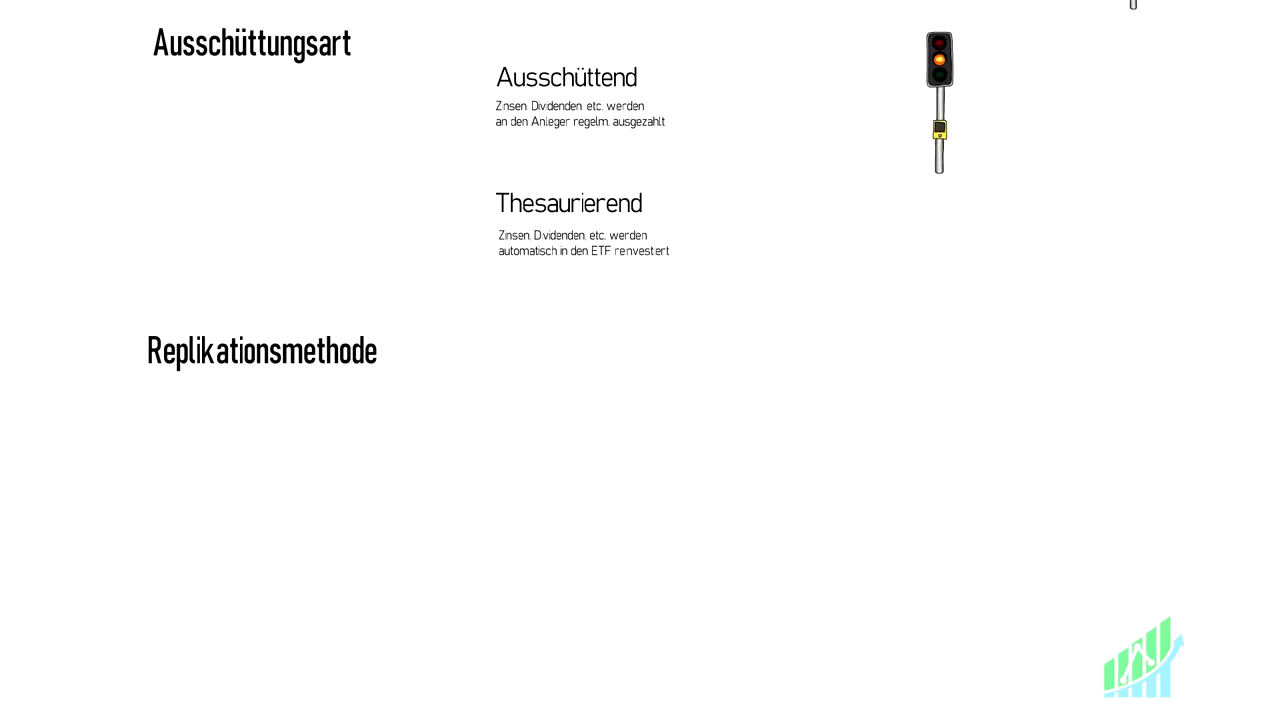 Ausschüttungsart
Ausschüttend
Zinsen, Dividenden, etc. werden
an den Anleger regelm. ausgezahlt
Thesaurierend
Zinsen, Dividenden, etc. werden
automatisch in den ETF reinvestiert
Replikationsmethode